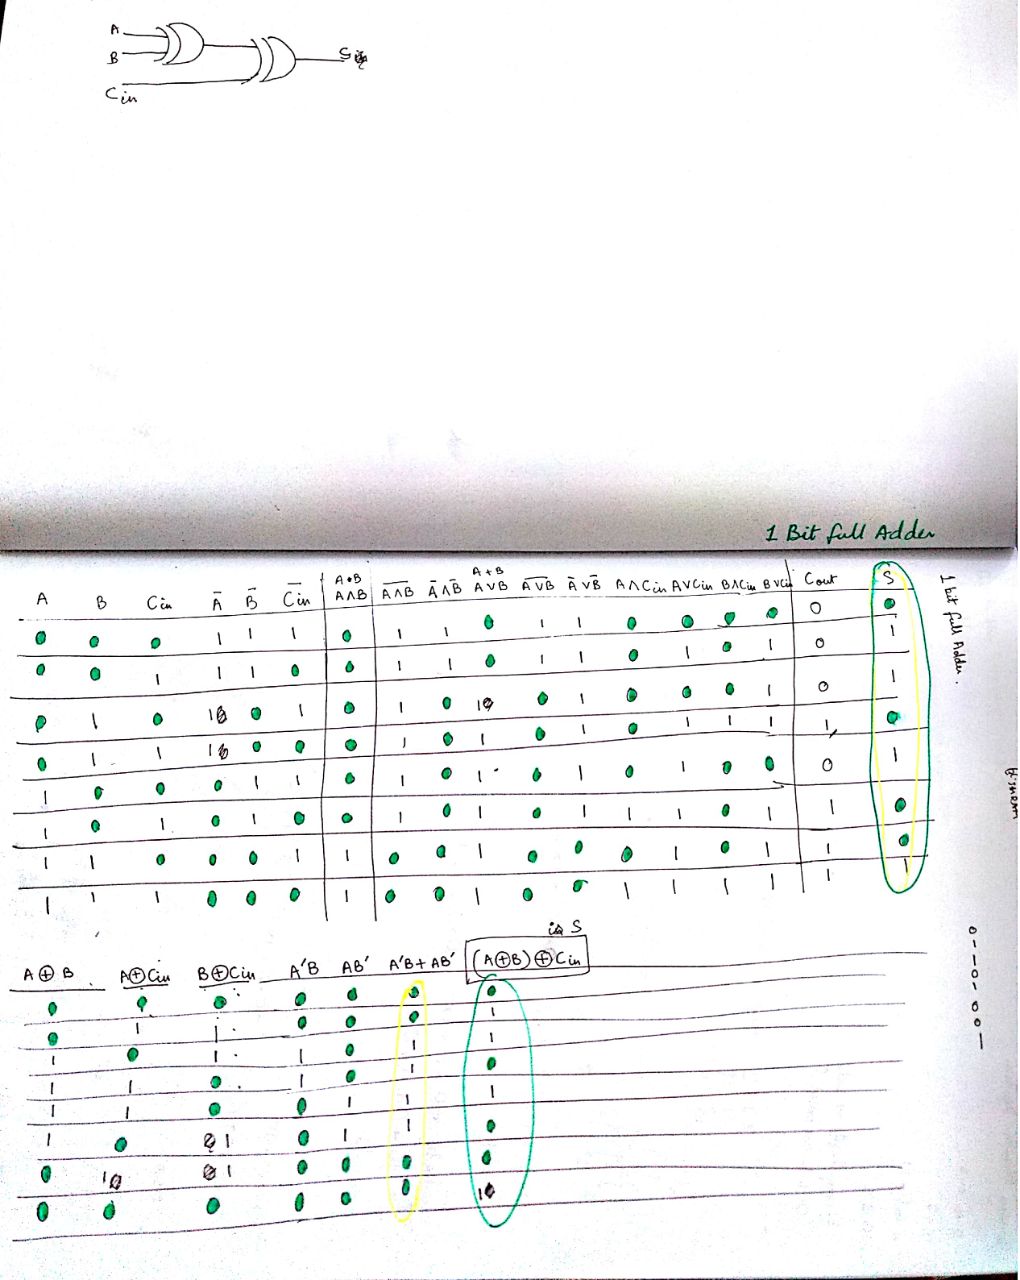 A
B
Cin
S
1 Bit full Adder
A•B A+B
A B Cin A̅ B̅ C̅in A∧B \overline{A∧B} A̅∧B̅ A∨B \overline{A∨B} A̅∨B̅ A∧Cin A∨Cin B∧Cin B∨Cin Cout S
0 0 0 1 1 1 0 1 1 0 1 1 0 0 0 0 0 0
0 0 1 1 1 0 0 1 1 0 1 1 0 1 0 1 0 1
0 1 0 1 0 1 0 1 0 1 0 1 0 0 0 1 0 1
0 1 1 1 0 0 0 1 0 1 0 1 0 1 1 1 1 0
1 0 0 0 1 1 0 1 0 1 0 1 0 1 0 0 0 1
1 0 1 0 1 0 0 1 0 1 0 1 1 1 0 1 1 0
1 1 0 0 0 1 1 0 0 1 0 0 0 1 0 1 1 0
1 1 1 0 0 0 1 0 0 1 0 0 1 1 1 1 1 1
1 bit full Adder.
is S
A⊕B A⊕Cin B⊕Cin A'B AB' A'B+AB' (A⊕B)⊕Cin
0 0 0 0 0 0 0
0 1 1 0 0 0 1
1 0 1 1 0 1 1
1 1 0 1 0 1 0
1 1 0 0 1 1 1
1 0 1 0 1 1 0
0 1 1 0 0 0 0
0 0 0 0 0 0 1
0 1 1 0 1 0 0 1